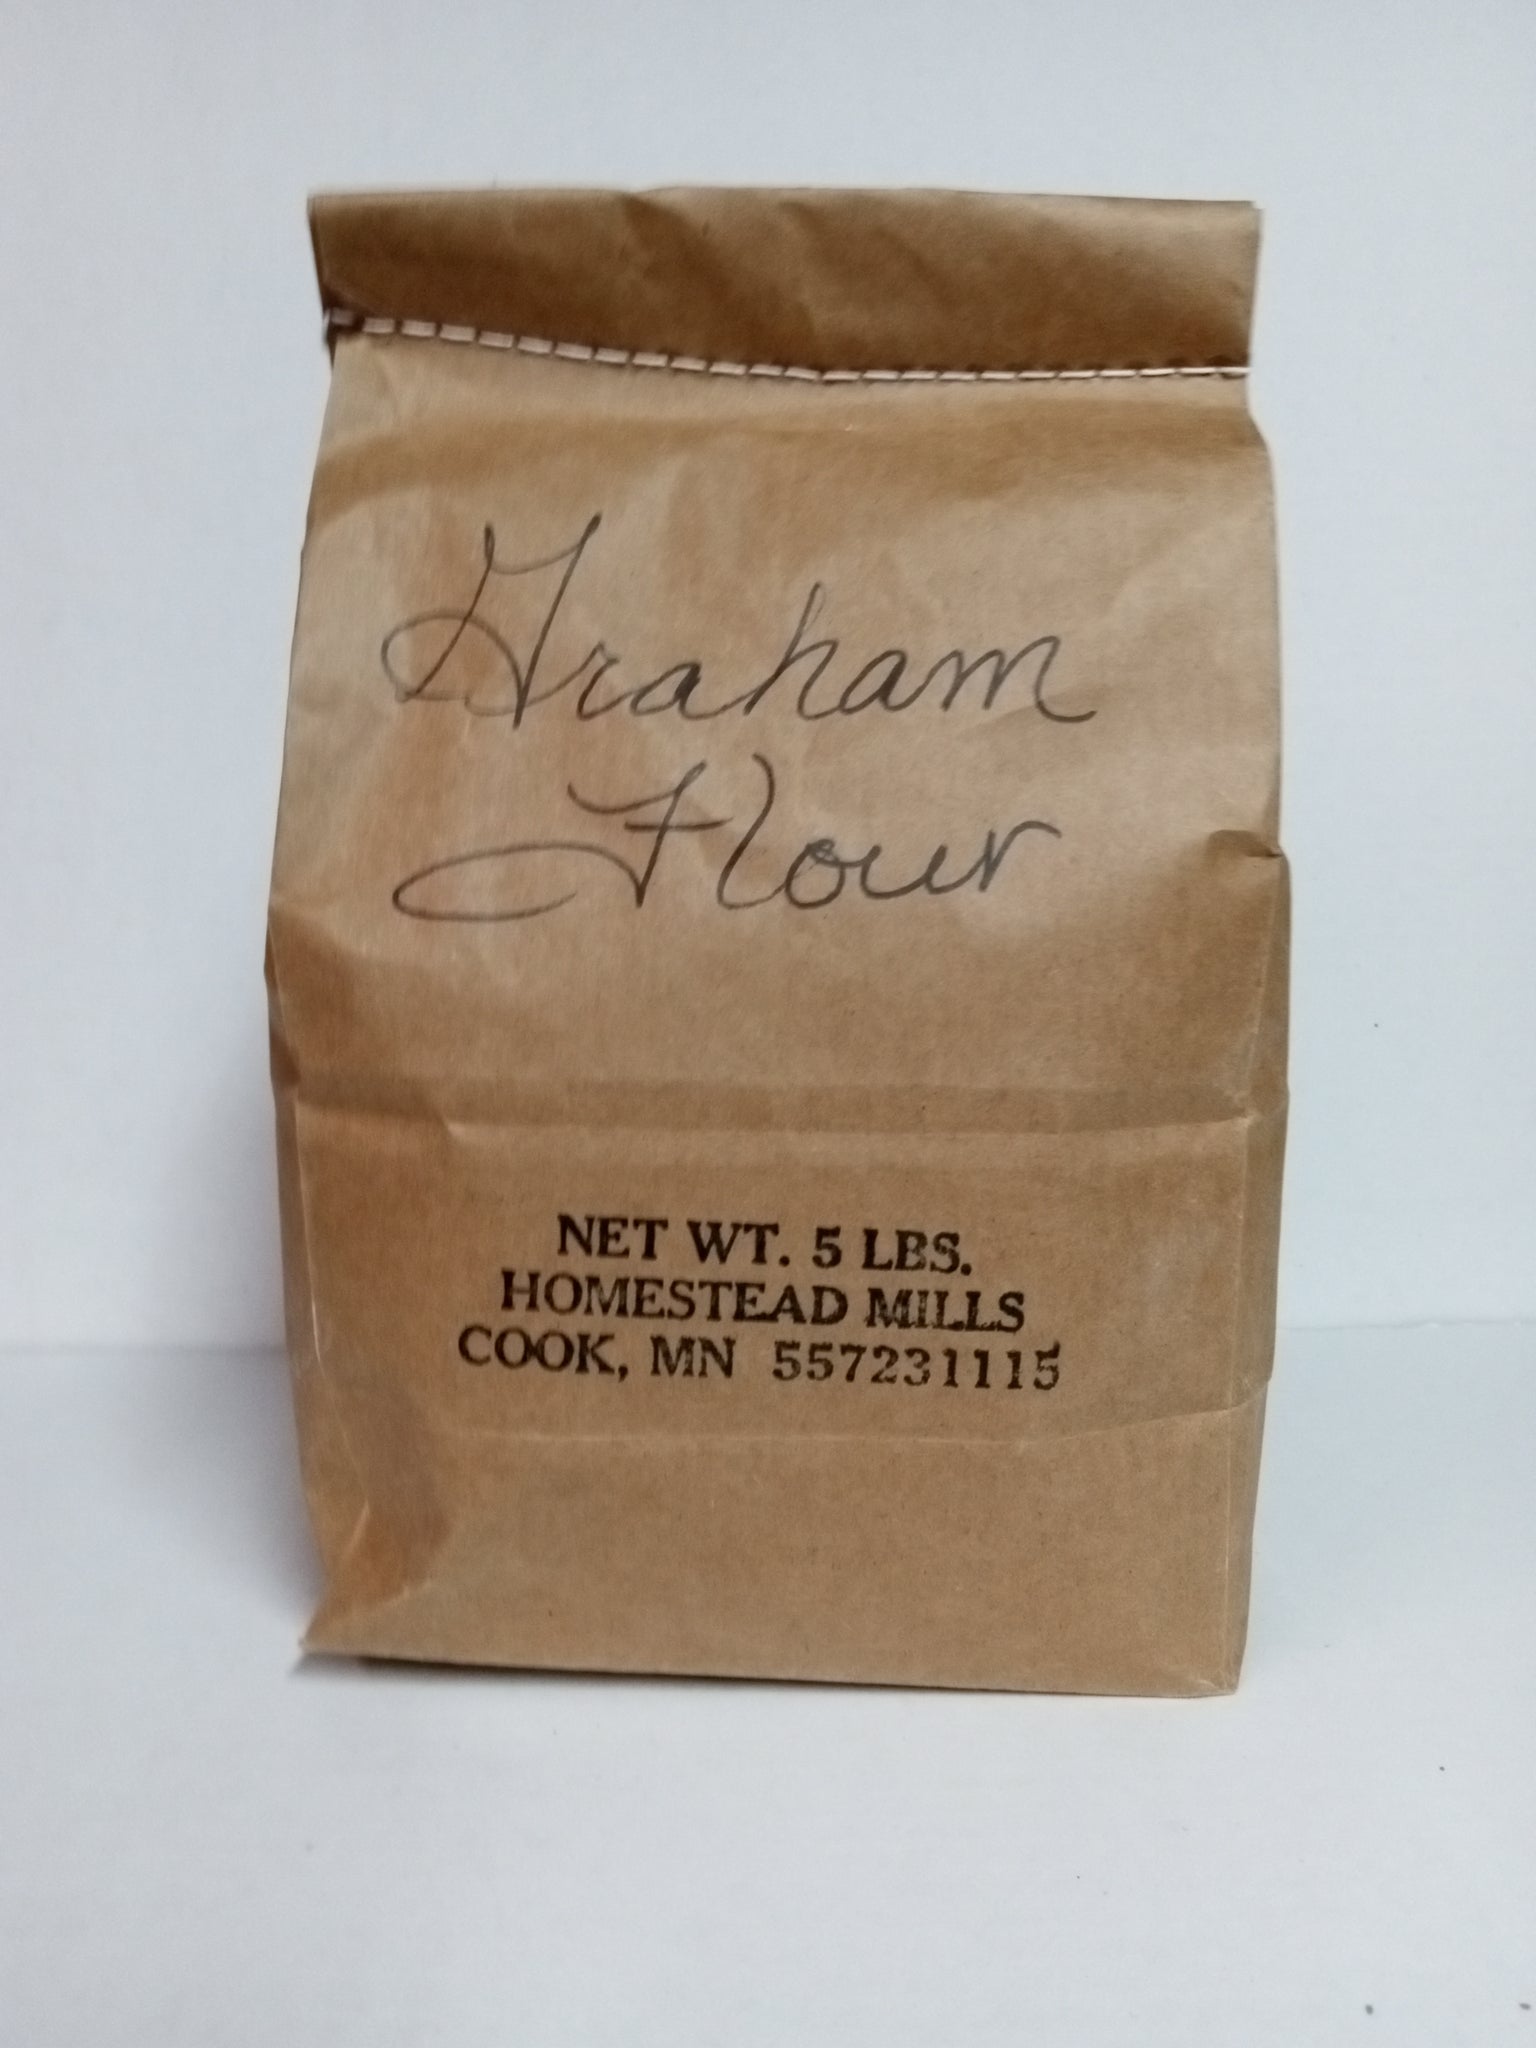 Graham
Flour
NET WT. 5 LBS.
HOMESTEAD MILLS
COOK, MN 557231115